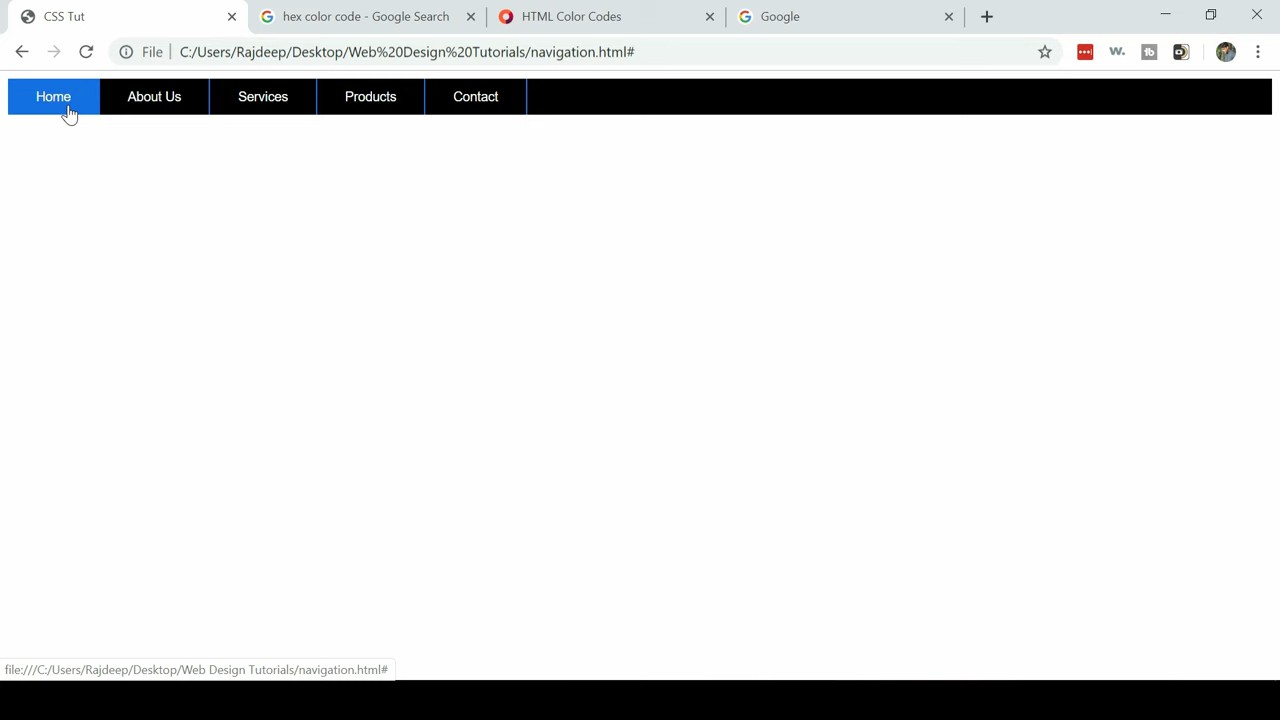 CSS Tut
hex color code - Google Search
HTML Color Codes
Google
File
C:/Users/Rajdeep/Desktop/Web%20Design%20Tutorials/navigation.html#
w.
tb
Home
About Us
Services
Products
Contact
file:///C:/Users/Rajdeep/Desktop/Web Design Tutorials/navigation.html#